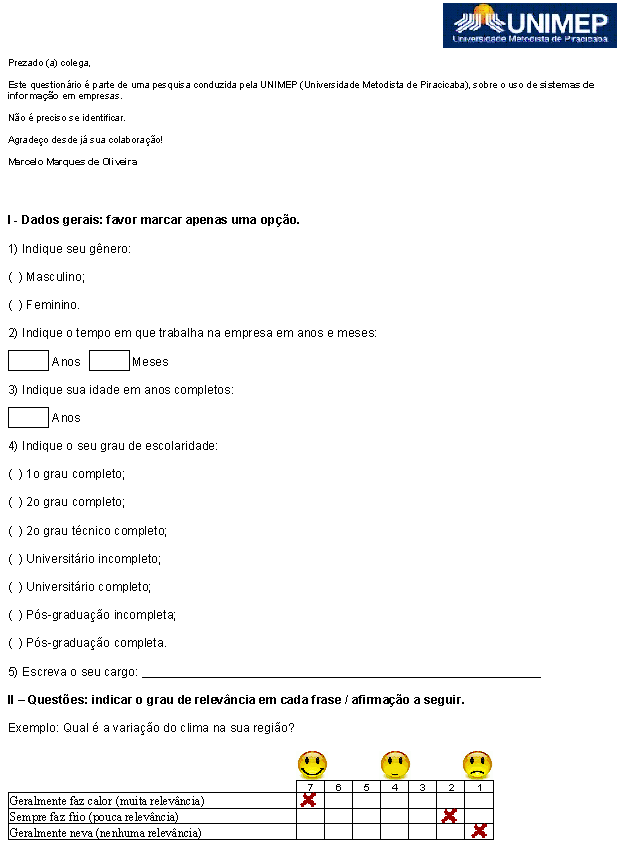 UNIMEP
Universidade Metodista de Piracicaba
Prezado (a) colega,
Este questionário é parte de uma pesquisa conduzida pela UNIMEP (Universidade Metodista de Piracicaba), sobre o uso de sistemas de
informação em empresas.
Não é preciso se identificar.
Agradeço desde já sua colaboração!
Marcelo Marques de Oliveira
I - Dados gerais: favor marcar apenas uma opção.
1) Indique seu gênero:
( ) Masculino;
( ) Feminino.
2) Indique o tempo em que trabalha na empresa em anos e meses:
Anos Meses
3) Indique sua idade em anos completos:
Anos
4) Indique o seu grau de escolaridade:
( ) 1o grau completo;
( ) 2o grau completo;
( ) 2o grau técnico completo;
( ) Universitário incompleto;
( ) Universitário completo;
( ) Pós-graduação incompleta;
( ) Pós-graduação completa.
5) Escreva o seu cargo: ____________________________________________________________
II – Questões: indicar o grau de relevância em cada frase / afirmação a seguir.
Exemplo: Qual é a variação do clima na sua região?
7 6 5 4 3 2 1
Geralmente faz calor (muita relevância)
Sempre faz frio (pouca relevância)
Geralmente neva (nenhuma relevância)